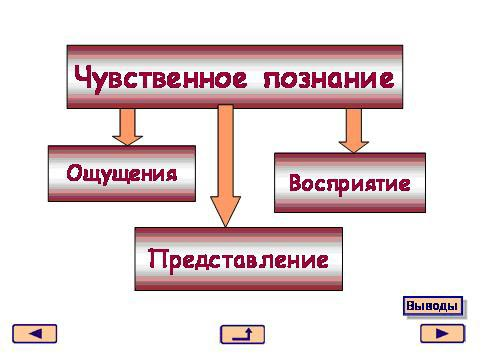 Чувственное познание
Ощущения
Восприятие
Представление
Выводы